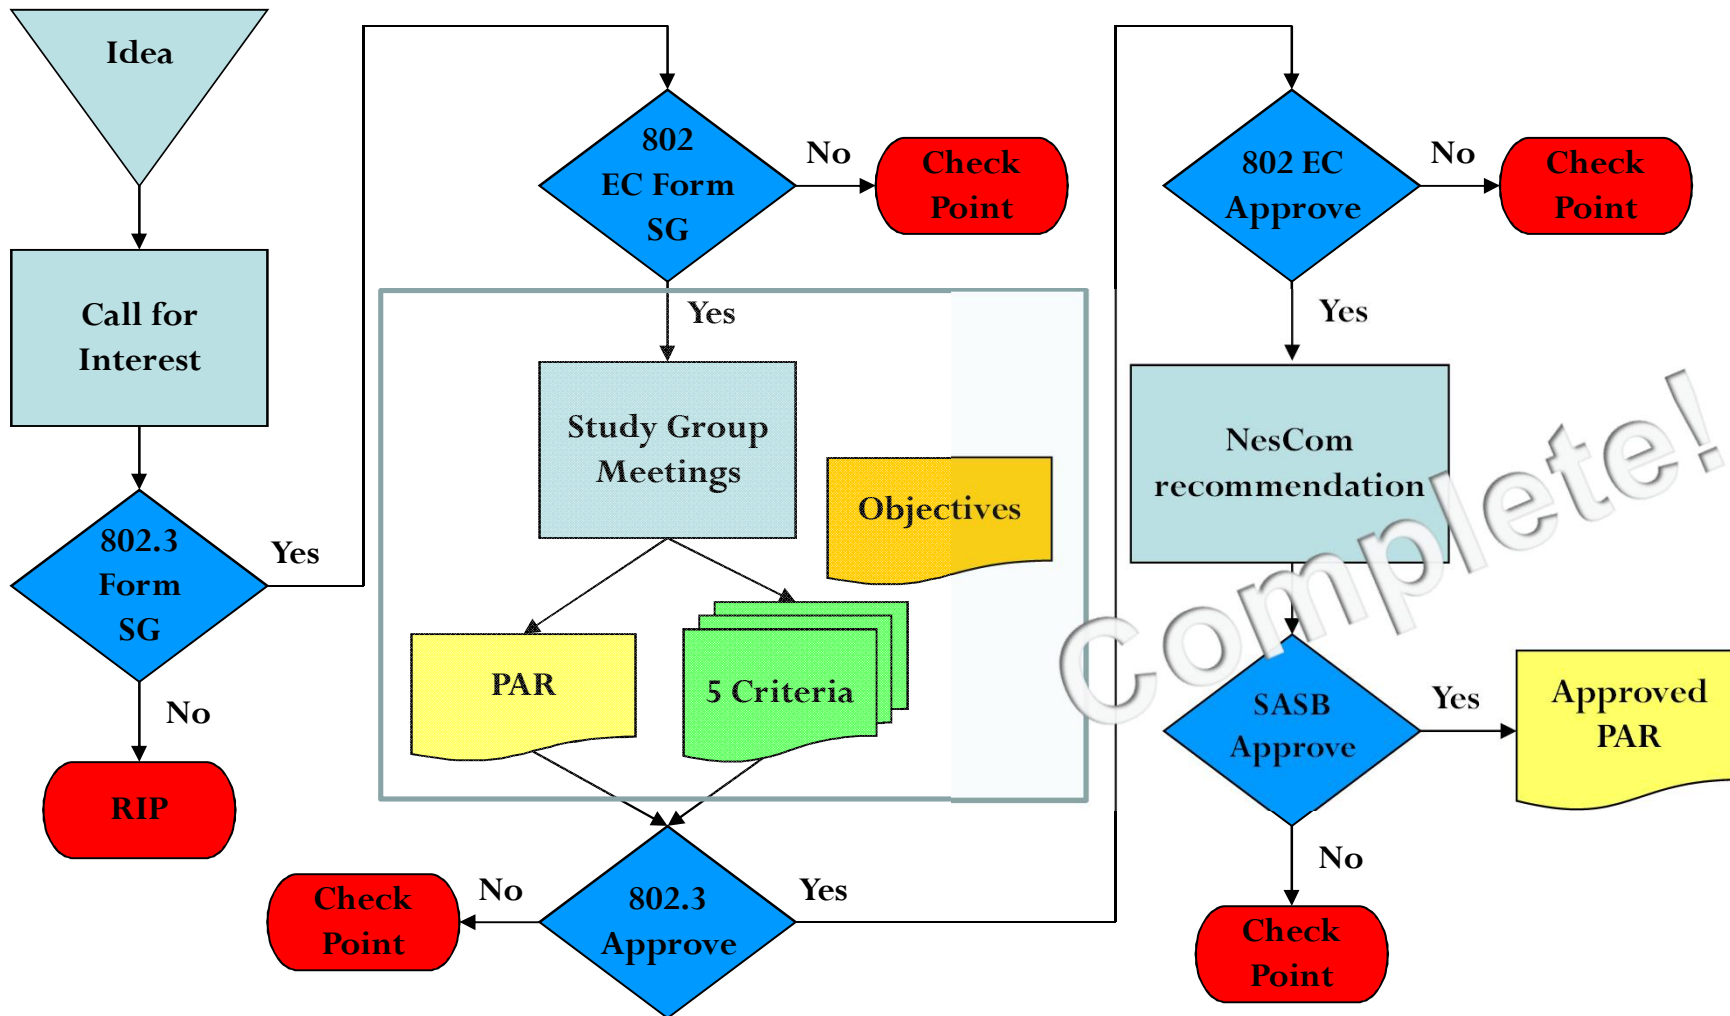 Idea
Call for
Interest
802.3
Form
SG
Yes
No
RIP
802
EC Form
SG
No
Check
Point
Yes
Study Group
Meetings
Objectives
PAR
5 Criteria
802.3
Approve
No
Check
Point
Yes
802 EC
Approve
No
Check
Point
Yes
NesCom
recommendation
Complete!
SASB
Approve
Yes
Approved
PAR
No
Check
Point